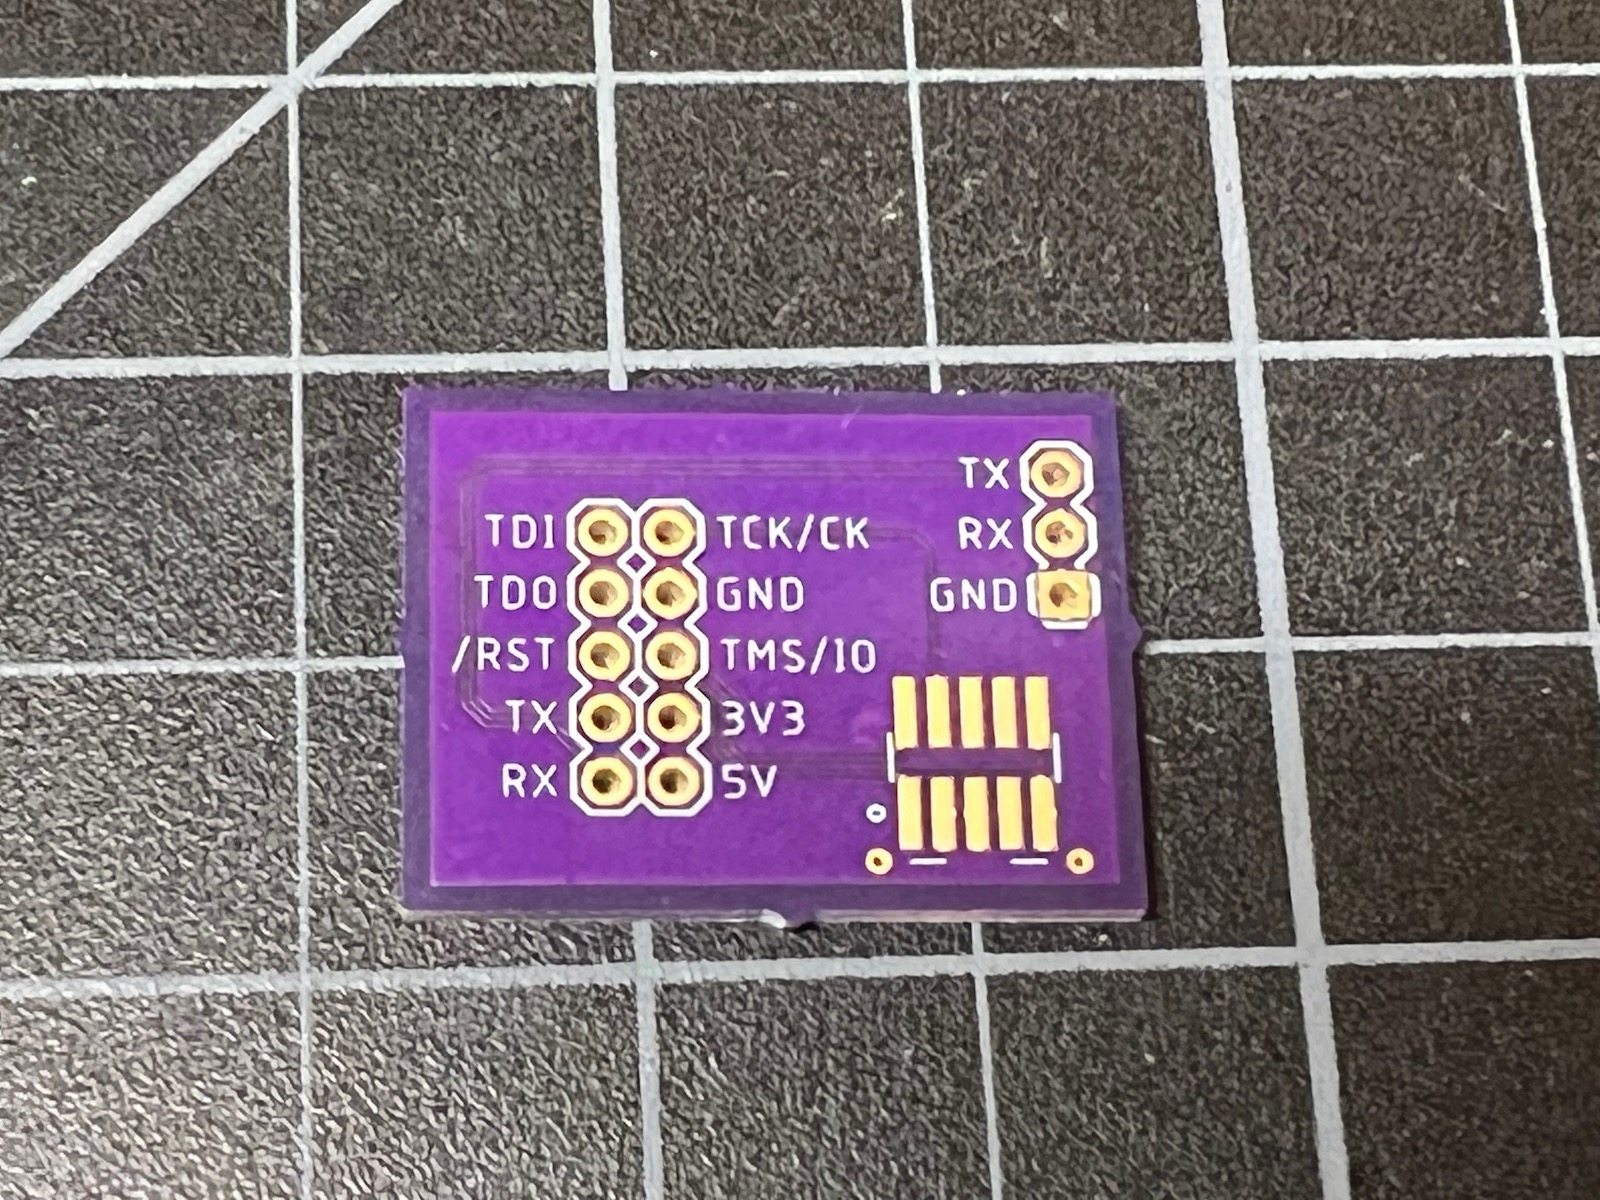 TX
TDI TCK/CK RX
TDO GND GND
/RST TMS/IO
TX 3V3
RX 5V